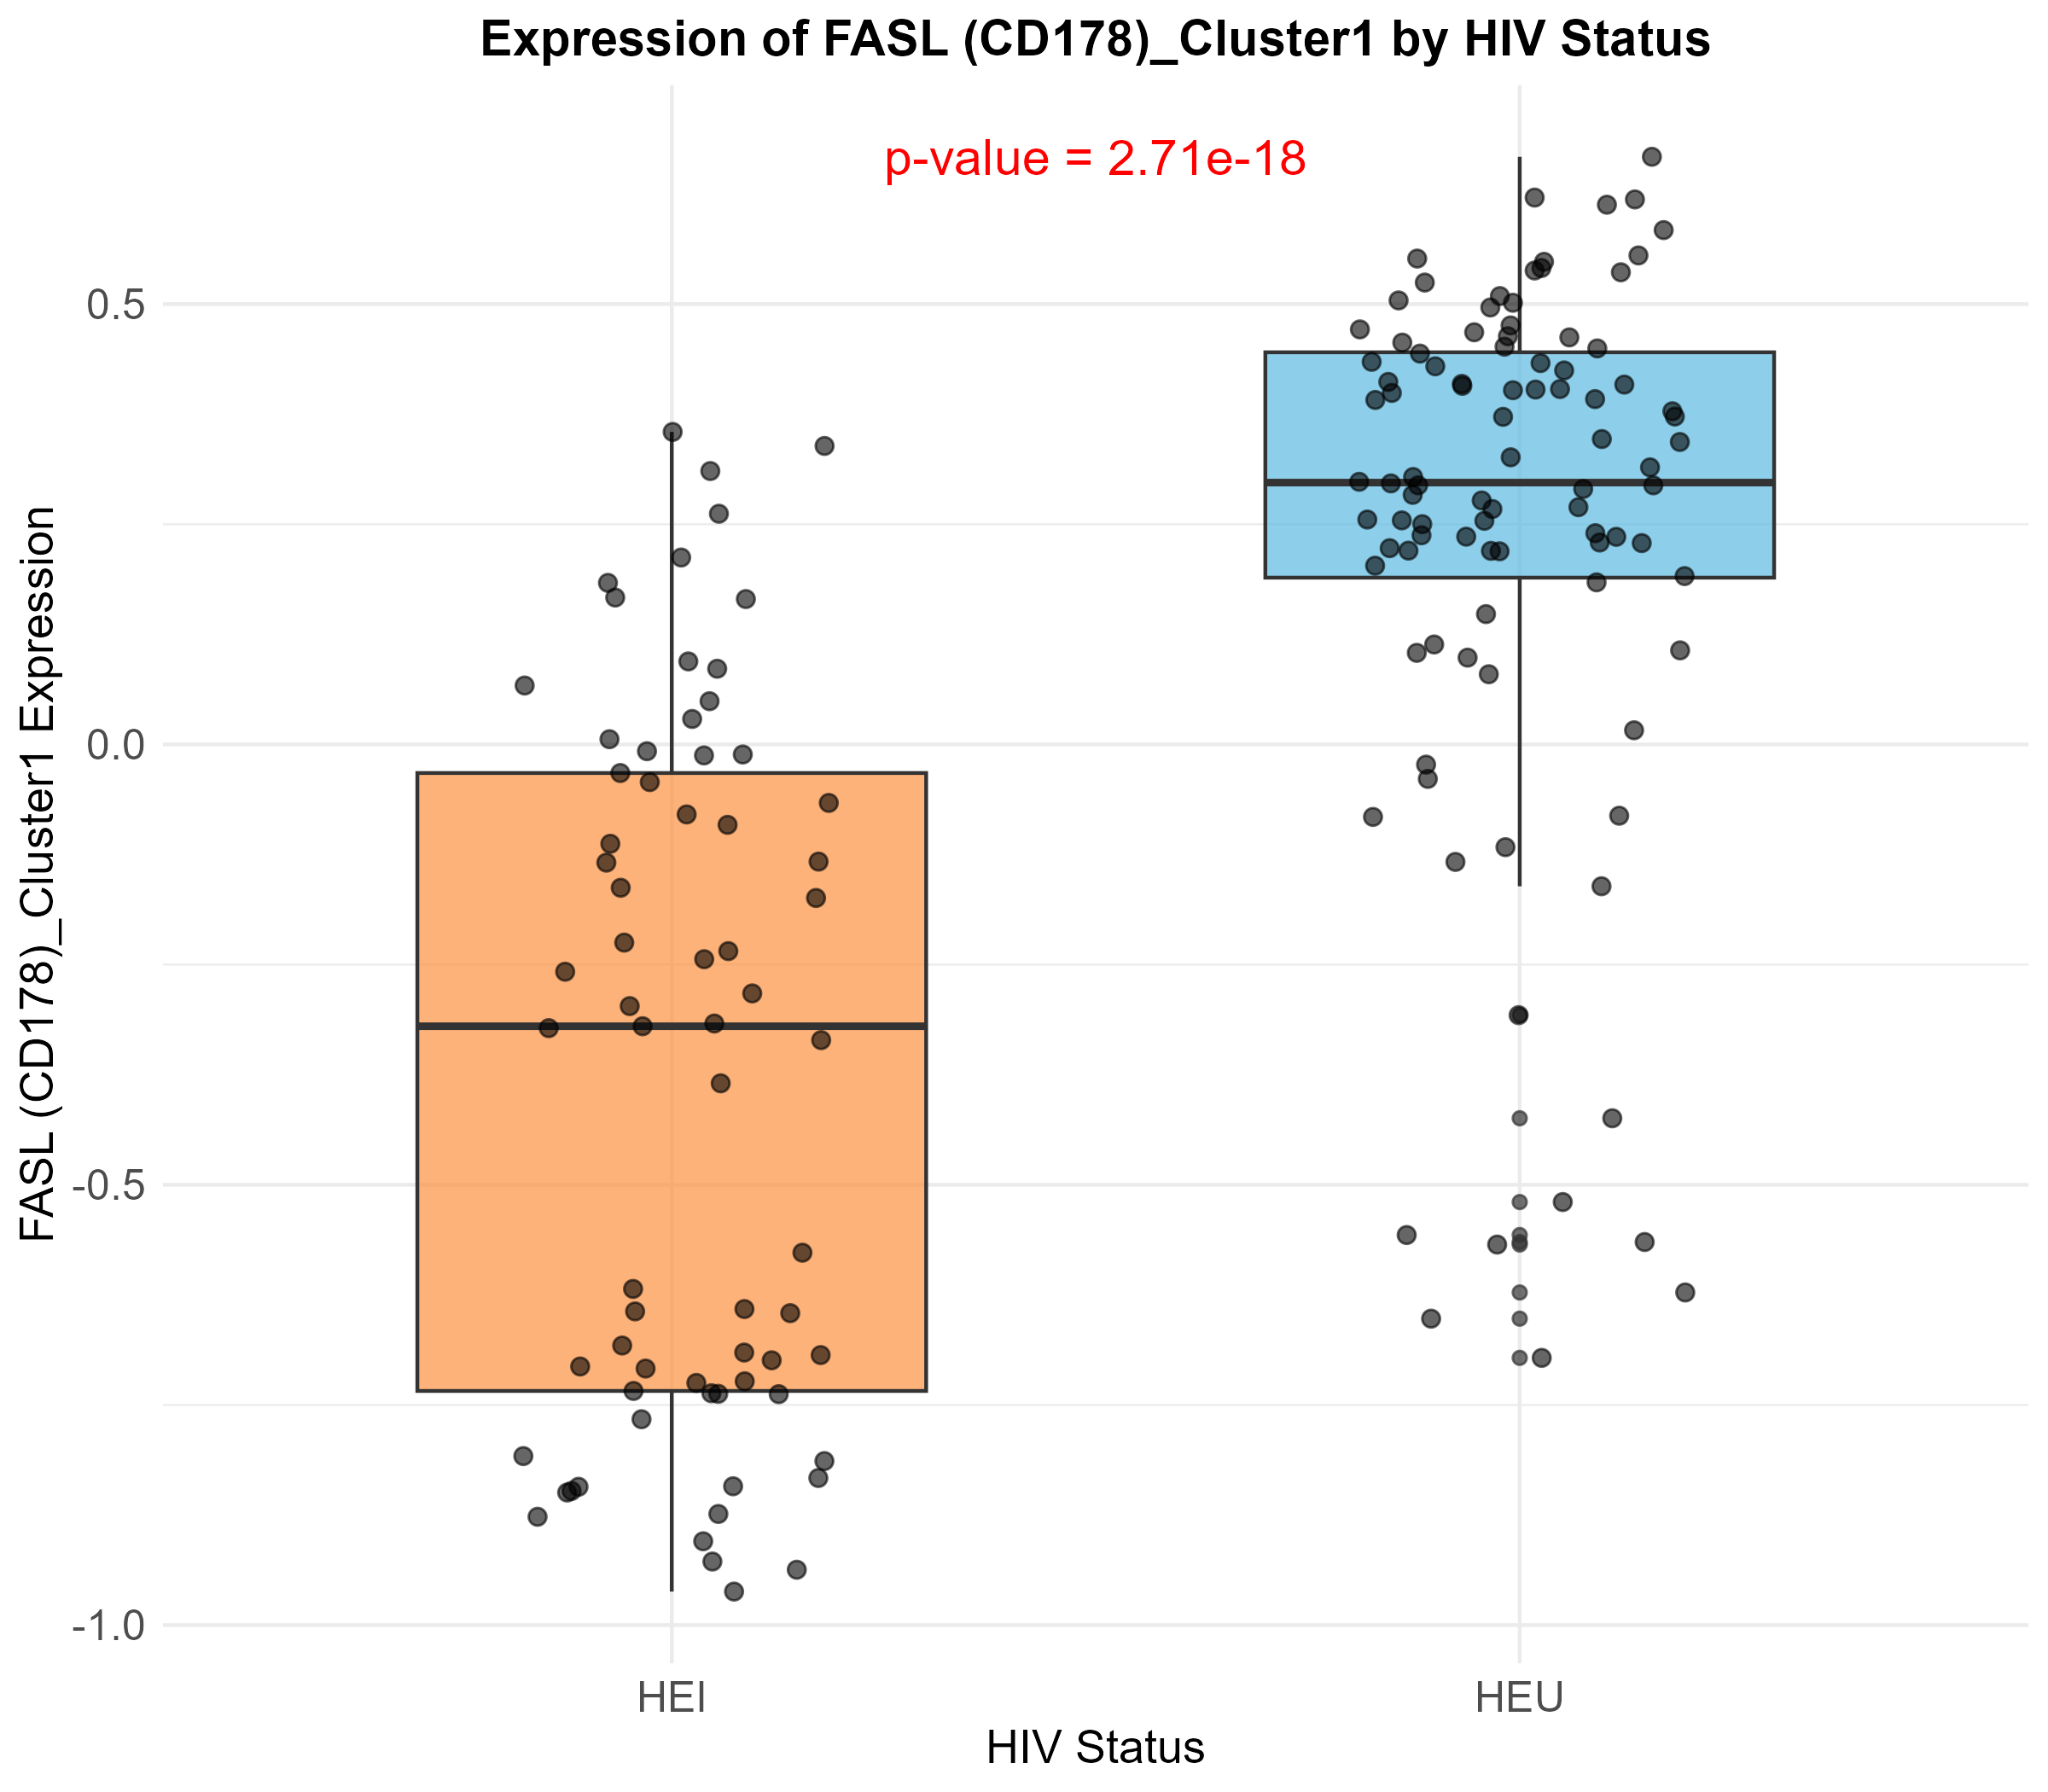 Expression of FASL (CD178)_Cluster1 by HIV Status
p-value = 2.71e-18
FASL (CD178)_Cluster1 Expression
0.5
0.0
-0.5
-1.0
HEI
HEU
HIV Status